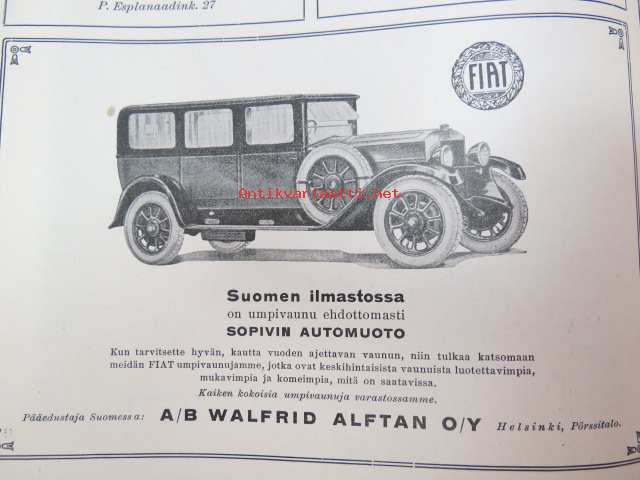 P. Esplanaadink. 27
FIAT
Antikvariaatti.net
Suomen ilmastossa
on umpivaunu ehdottomasti
SOPIVIN AUTOMUOTO
Kun tarvitsette hyvän, kautta vuoden ajettavan vaunun, niin tulkaa katsomaan
meidän FIAT umpivaunujamme, jotka ovat keskihintaisista vaunuista luotettavimpia,
mukavimpia ja komeimpia, mitä on saatavissa.
Kaiken kokoisia umpivaunuja varastossamme.
Pääedustaja Suomessa: A/B WALFRID ALFTAN O/Y Helsinki, Pörssitalo.